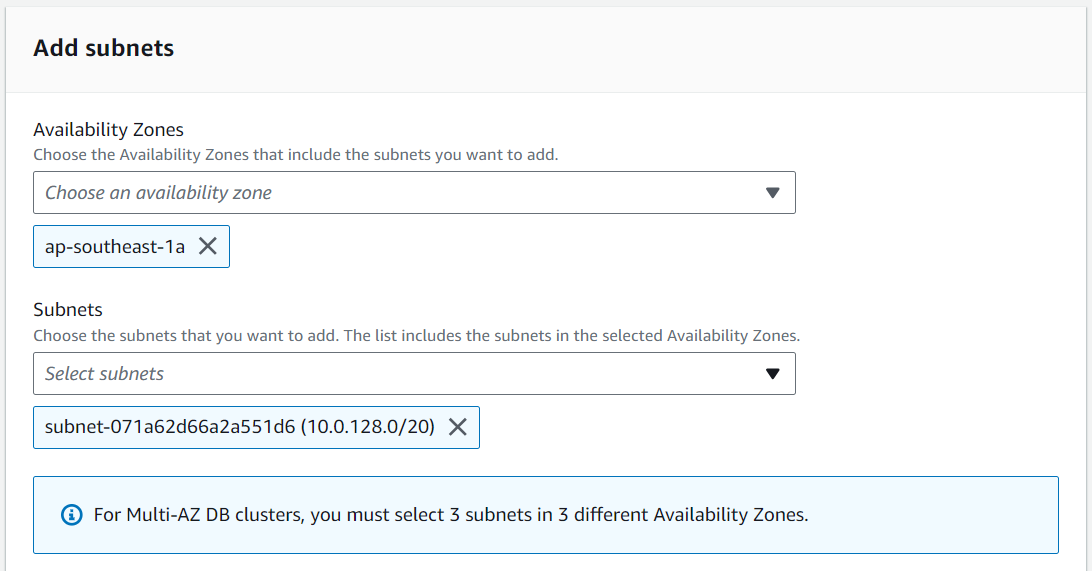 Add subnets
Availability Zones
Choose the Availability Zones that include the subnets you want to add.
Choose an availability zone
ap-southeast-1a
Subnets
Choose the subnets that you want to add. The list includes the subnets in the selected Availability Zones.
Select subnets
subnet-071a62d66a2a551d6 (10.0.128.0/20)
For Multi-AZ DB clusters, you must select 3 subnets in 3 different Availability Zones.